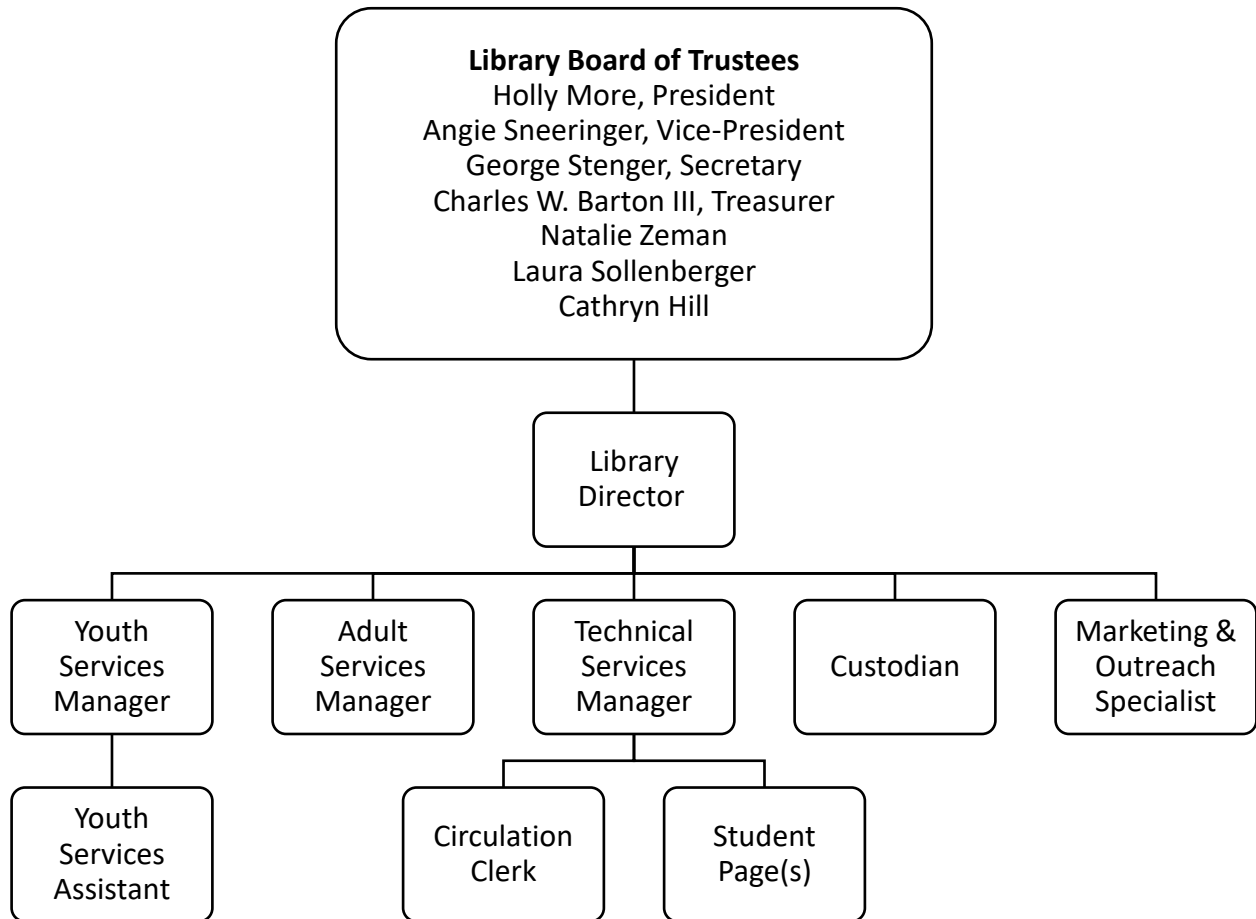 Library Board of Trustees
Holly More, President
Angie Sneeringer, Vice-President
George Stenger, Secretary
Charles W. Barton III, Treasurer
Natalie Zeman
Laura Sollenberger
Cathryn Hill
Library
Director
Youth
Services
Manager
Adult
Services
Manager
Technical
Services
Manager
Custodian
Marketing &
Outreach
Specialist
Youth
Services
Assistant
Circulation
Clerk
Student
Page(s)